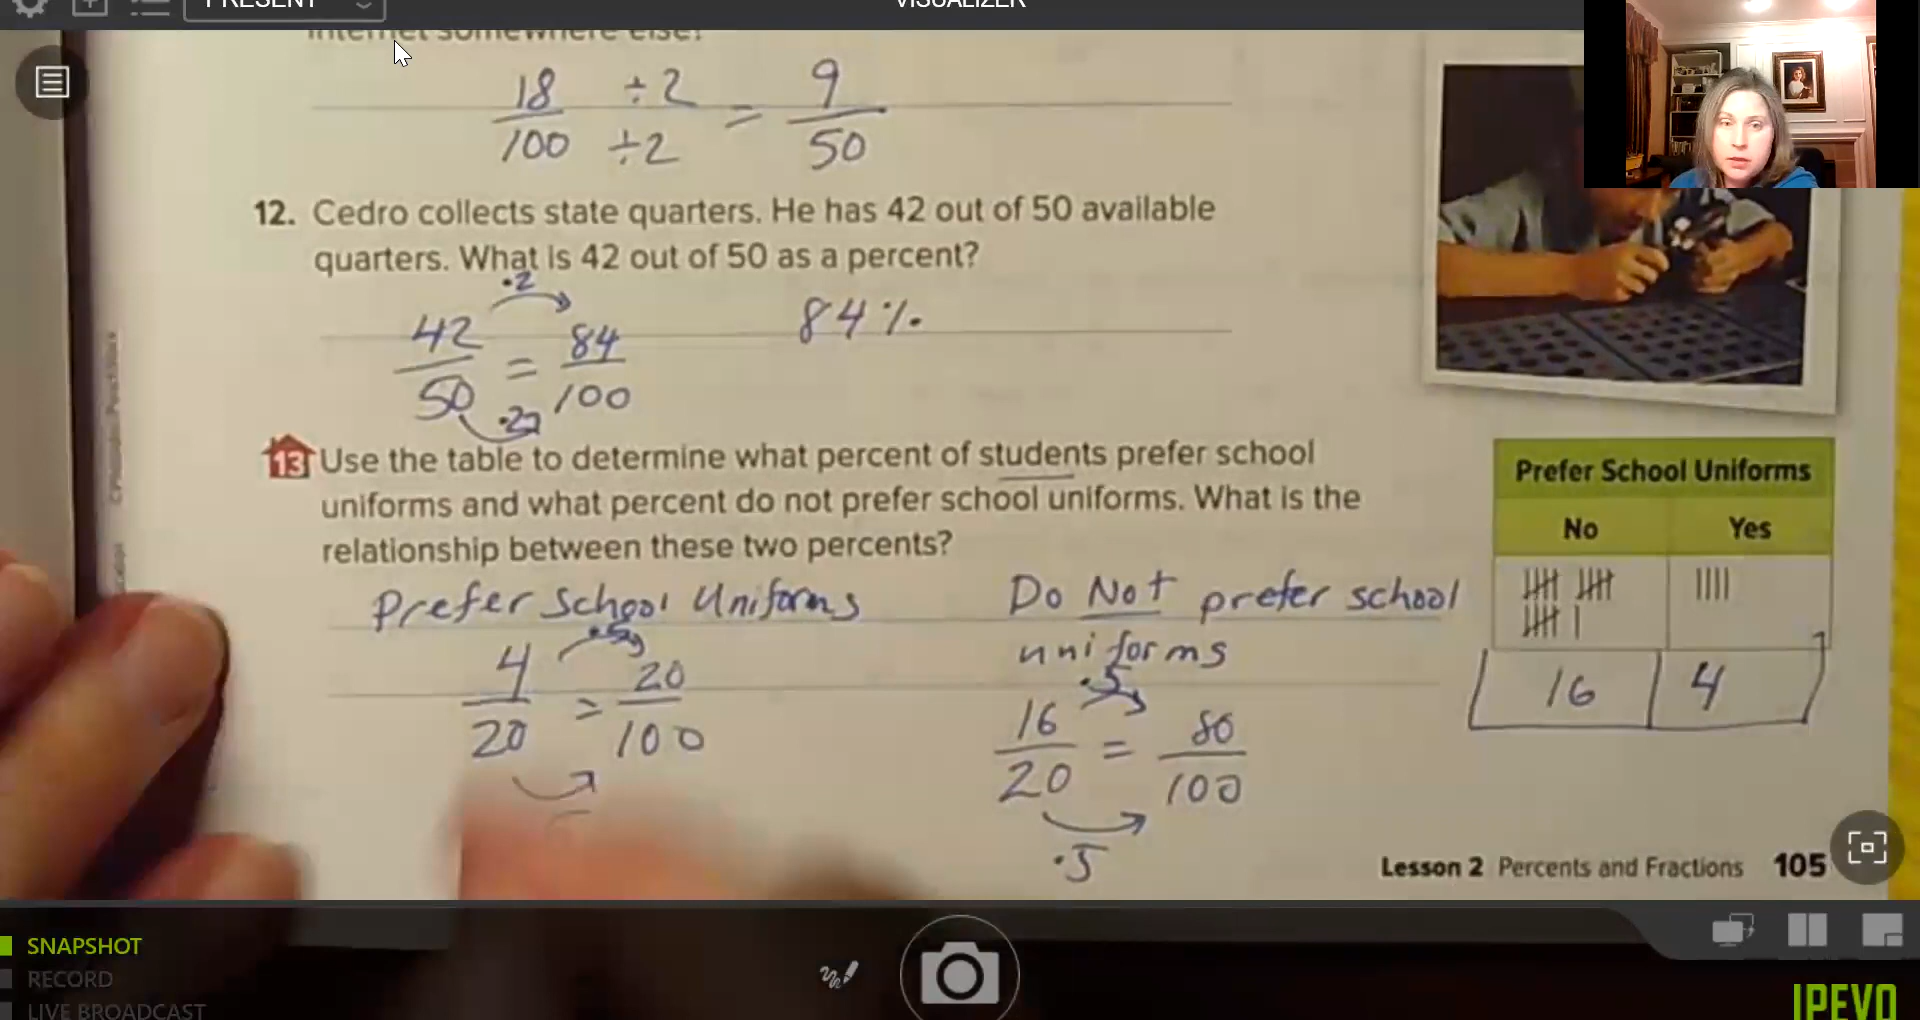 PRESENT
VISUALIZER
internet somewhere else?
18 ÷2 = 9
100 ÷2 50
12. Cedro collects state quarters. He has 42 out of 50 available
quarters. What is 42 out of 50 as a percent?
·2
42 = 84 84%
50 100
·2
13 Use the table to determine what percent of students prefer school
uniforms and what percent do not prefer school uniforms. What is the
relationship between these two percents?
Prefer School Uniforms
No Yes
16 4
Prefer School Uniforms
·5
4 = 20
20 100
Do Not prefer school
uniforms
·5
16 = 80
20 100
·5
Lesson 2 Percents and Fractions 105
SNAPSHOT
RECORD
LIVE BROADCAST
IPEVO